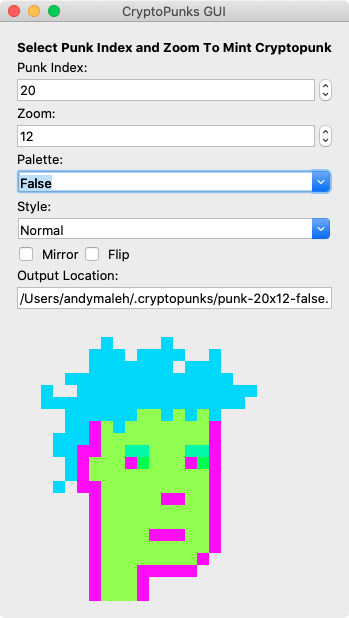 CryptoPunks GUI
Select Punk Index and Zoom To Mint Cryptopunk
Punk Index:
20
Zoom:
12
Palette:
False
Style:
Normal
Mirror Flip
Output Location:
/Users/andymaleh/.cryptopunks/punk-20x12-false.